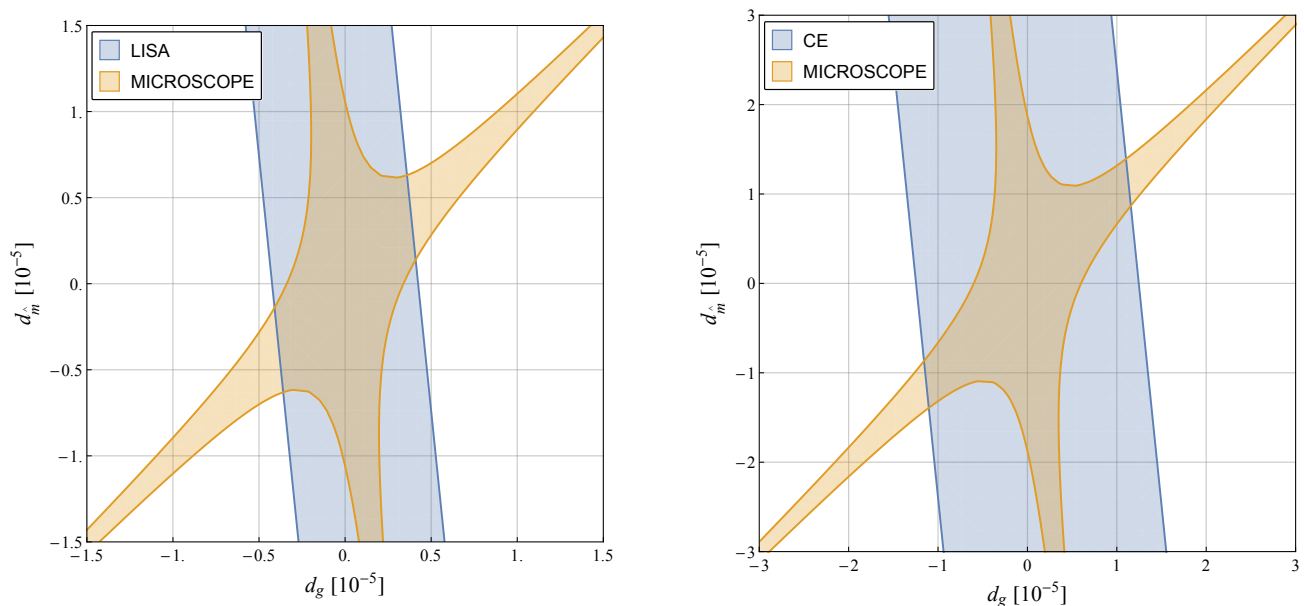 LISA
MICROSCOPE
1.5
1.
0.5
0.
−0.5
−1.
−1.5
d_m̂ [10⁻⁵]
−1.5 −1. −0.5 0. 0.5 1. 1.5
d_g [10⁻⁵]
CE
MICROSCOPE
3
2
1
0
−1
−2
−3
d_m̂ [10⁻⁵]
−3 −2 −1 0 1 2 3
d_g [10⁻⁵]